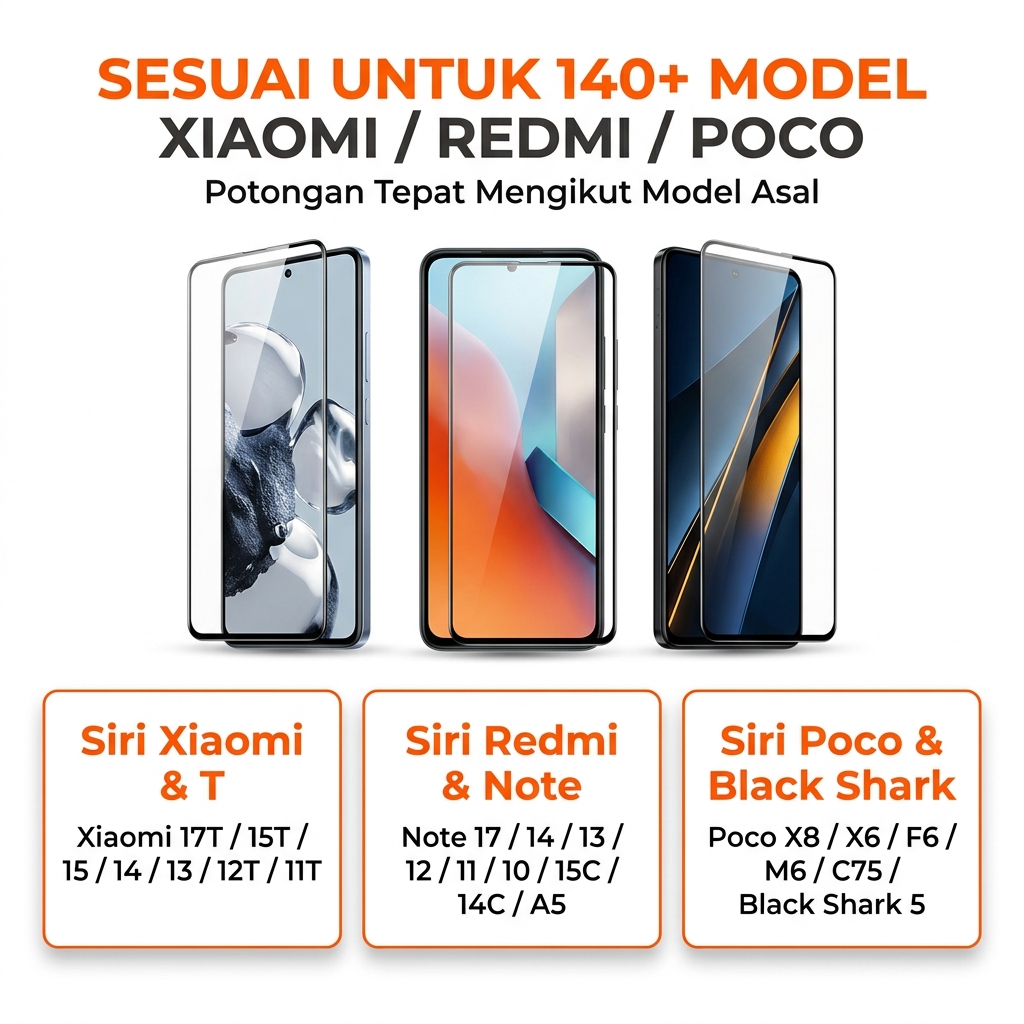 SESUAI UNTUK 140+ MODEL
XIAOMI / REDMI / POCO
Potongan Tepat Mengikut Model Asal
Siri Xiaomi
& T
Xiaomi 17T / 15T /
15 / 14 / 13 / 12T / 11T
Siri Redmi
& Note
Note 17 / 14 / 13 /
12 / 11 / 10 / 15C /
14C / A5
Siri Poco &
Black Shark
Poco X8 / X6 / F6 /
M6 / C75 /
Black Shark 5